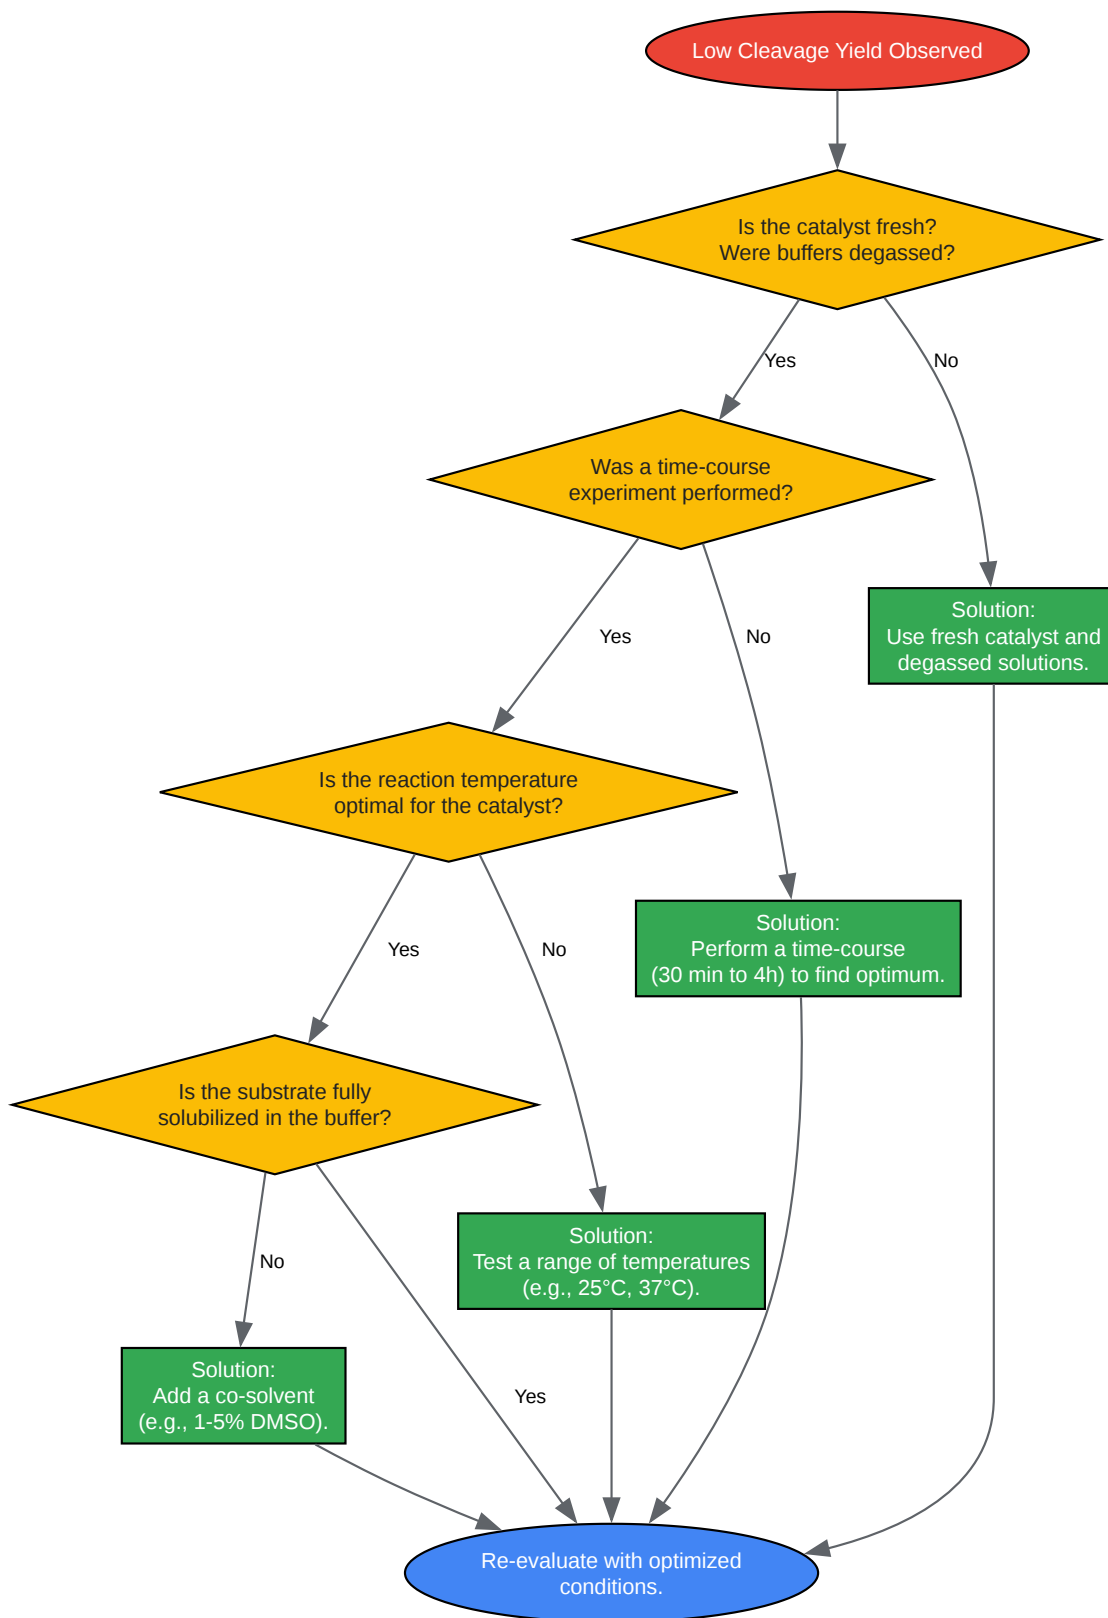 Low Cleavage Yield Observed
Is the catalyst fresh?
Were buffers degassed?
Yes
No
Was a time-course
experiment performed?
Solution:
Use fresh catalyst and
degassed solutions.
Yes
No
Is the reaction temperature
optimal for the catalyst?
Solution:
Perform a time-course
(30 min to 4h) to find optimum.
Yes
No
Is the substrate fully
solubilized in the buffer?
Solution:
Test a range of temperatures
(e.g., 25°C, 37°C).
No
Yes
Solution:
Add a co-solvent
(e.g., 1-5% DMSO).
Re-evaluate with optimized
conditions.